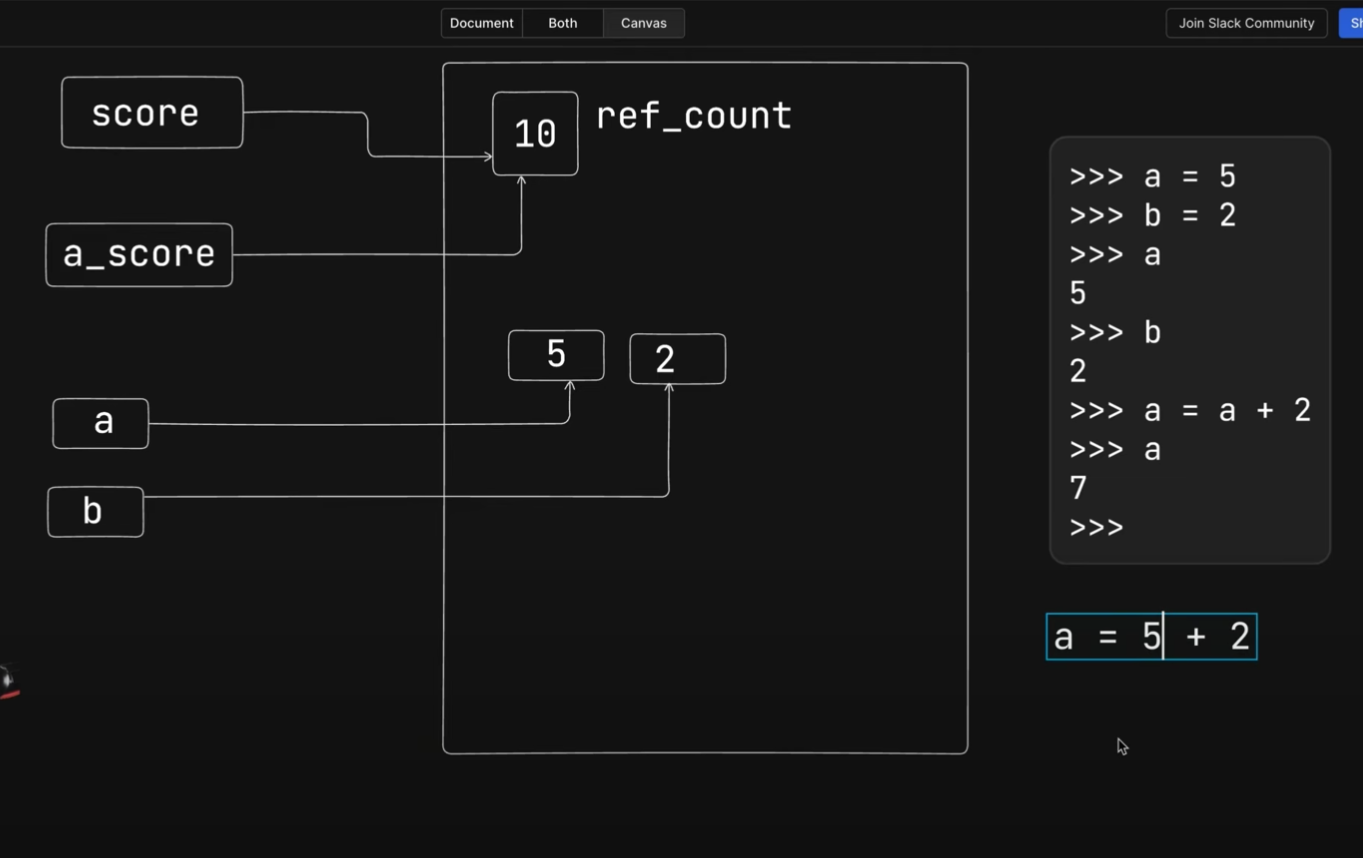 Document Both Canvas
Join Slack Community
Sh
score
10
ref_count
a_score
5
2
a
b
>>> a = 5
>>> b = 2
>>> a
5
>>> b
2
>>> a = a + 2
>>> a
7
>>>
a = 5 + 2